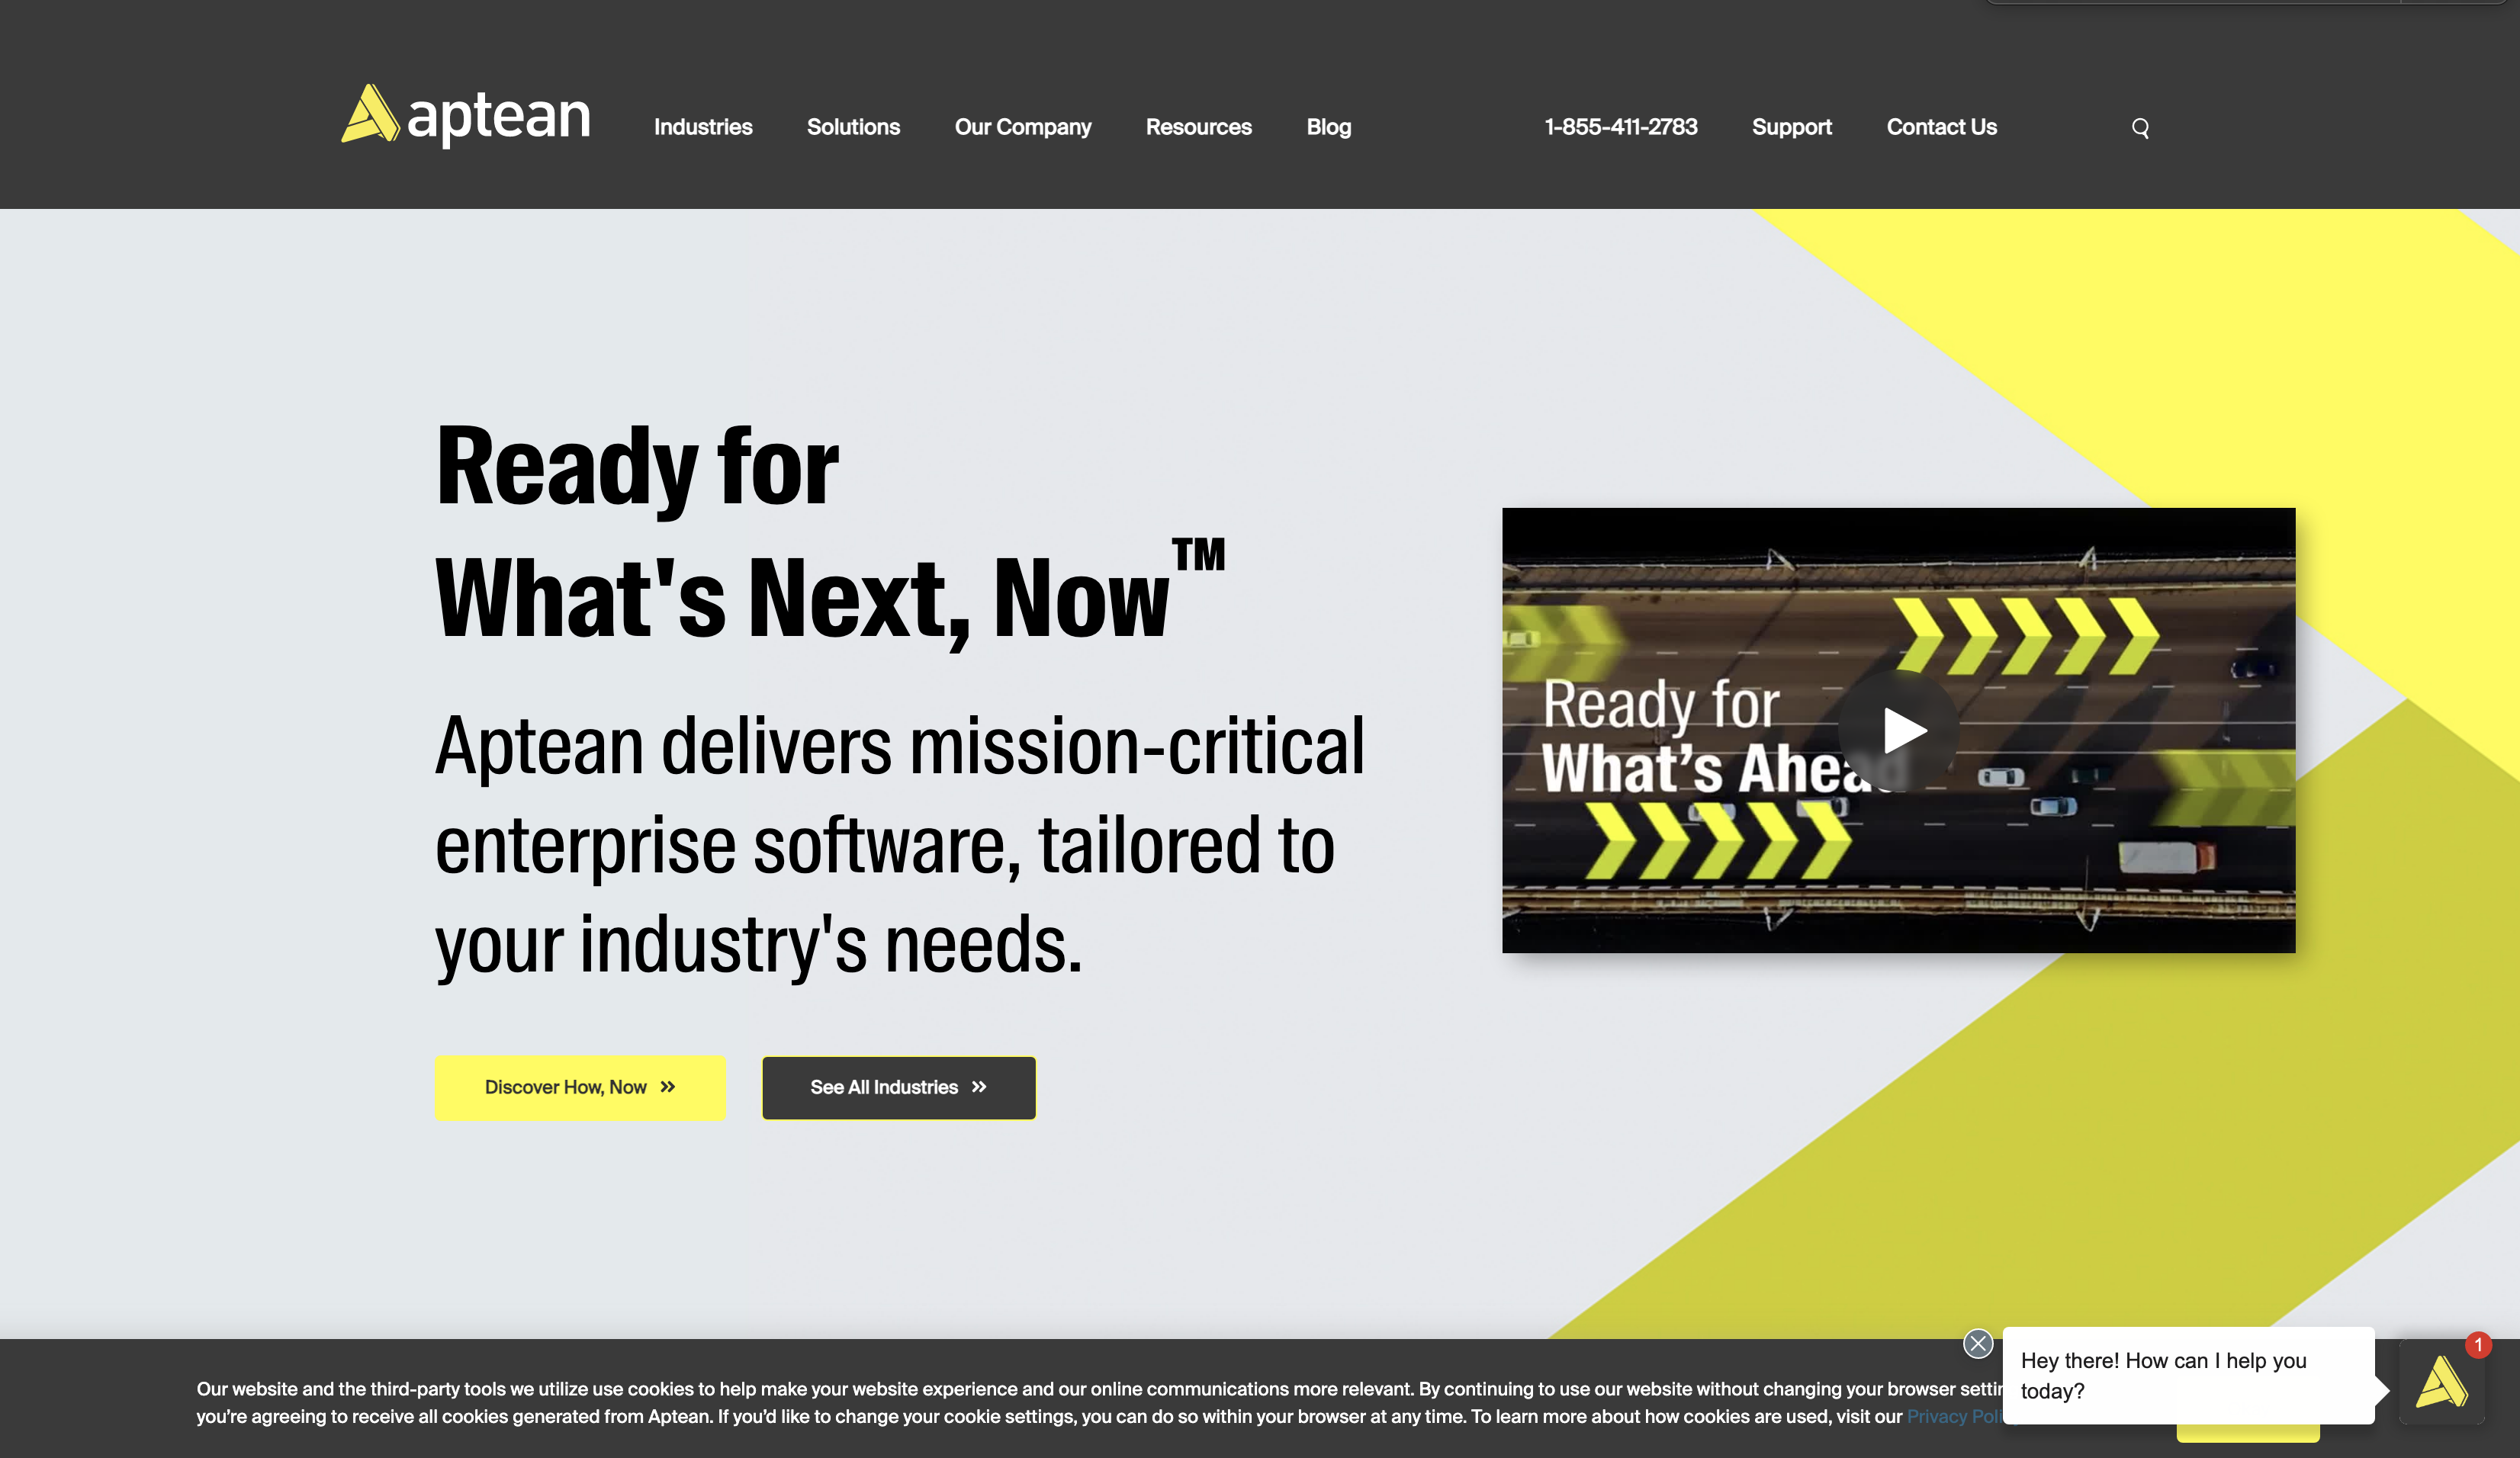 aptean
Industries
Solutions
Our Company
Resources
Blog
1-855-411-2783
Support
Contact Us
Ready for
What's Next, Now™
Aptean delivers mission-critical
enterprise software, tailored to
your industry's needs.
Discover How, Now »
See All Industries »
Ready for
What's Ahead
Our website and the third-party tools we utilize use cookies to help make your website experience and our online communications more relevant. By continuing to use our website without changing your browser
you're agreeing to receive all cookies generated from Aptean. If you'd like to change your cookie settings, you can do so within your browser at any time. To learn more about how cookies are used, visit our Privacy
Hey there! How can I help you
today?
1